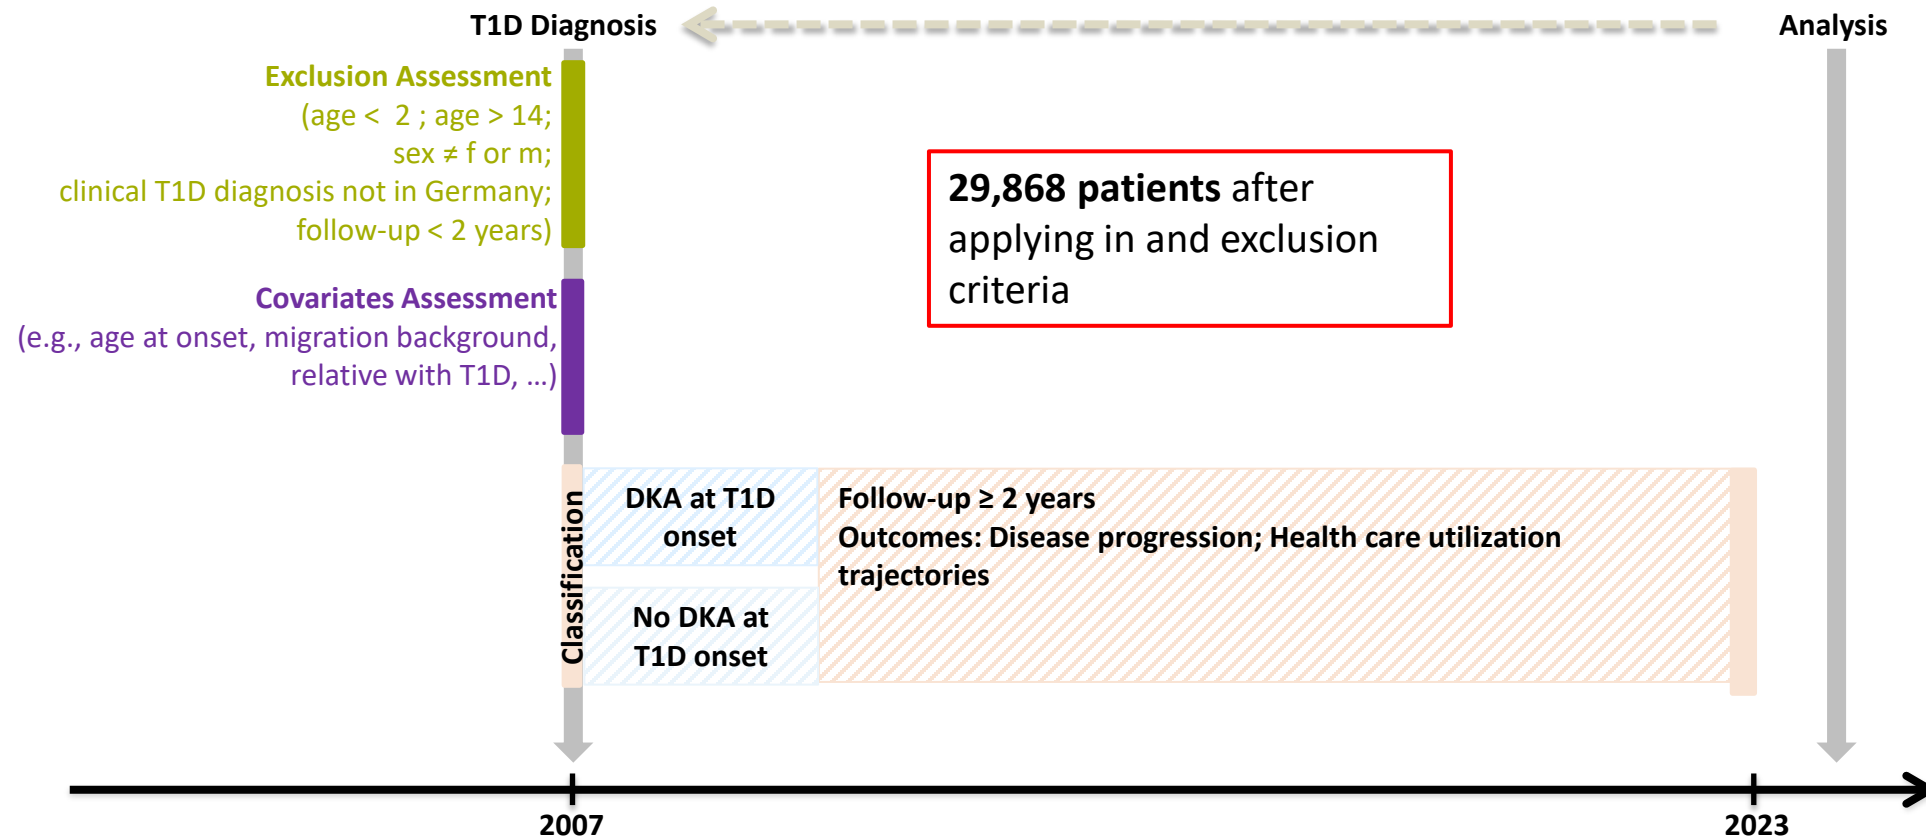 T1D Diagnosis
Analysis
Exclusion Assessment
(age <  2 ; age > 14;
sex ≠ f or m;
clinical T1D diagnosis not in Germany;
follow-up < 2 years)
29,868 patients after
applying in and exclusion
criteria
Covariates Assessment
(e.g., age at onset, migration background,
relative with T1D, …)
Classification
DKA at T1D
onset
No DKA at
T1D onset
Follow-up ≥ 2 years
Outcomes: Disease progression; Health care utilization
trajectories
2007
2023